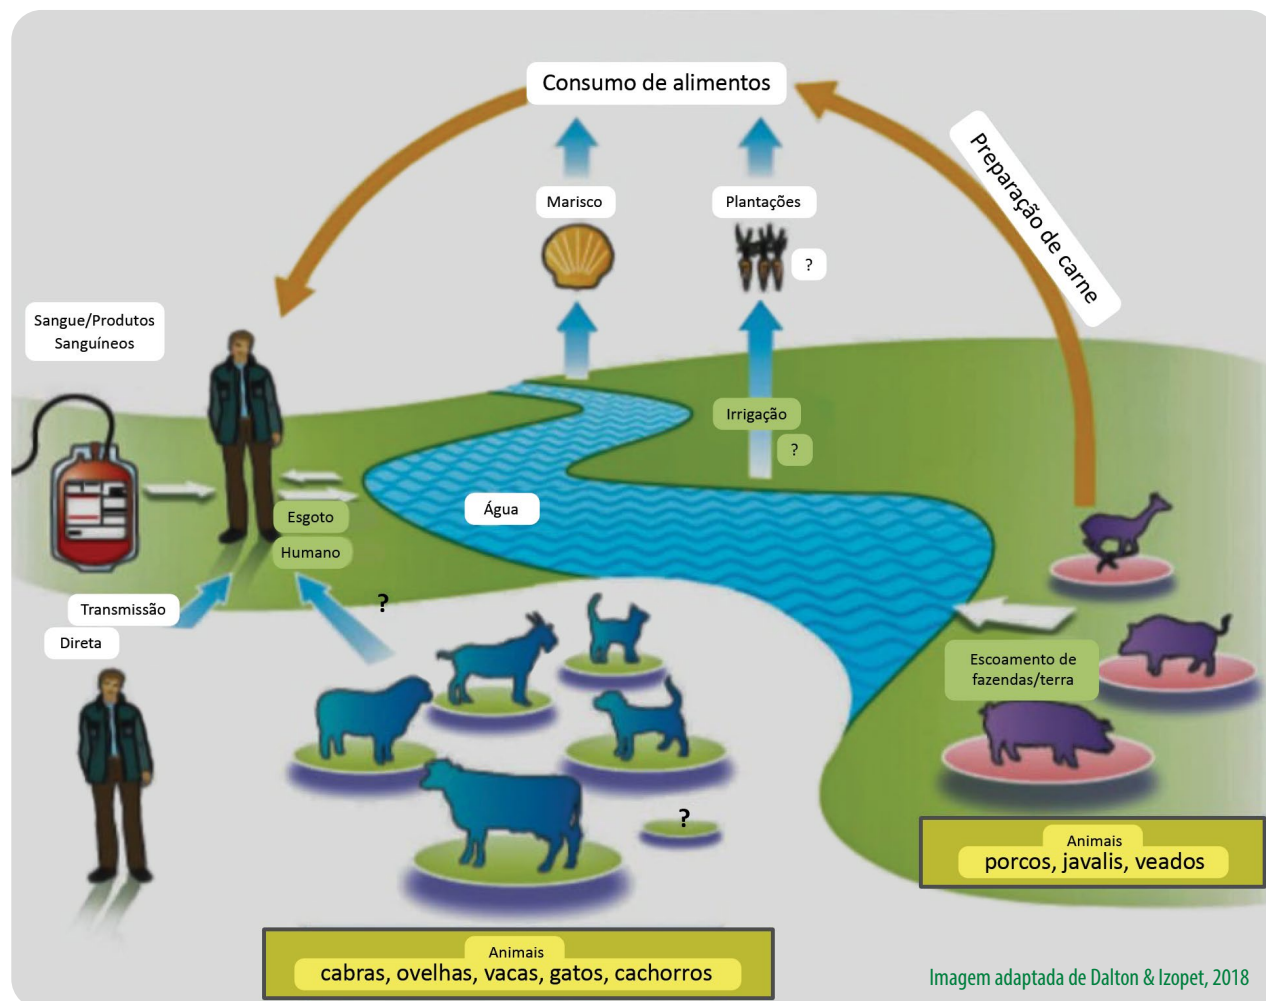 Consumo de alimentos
Preparação de carne
Marisco
Plantações
?
Sangue/Produtos
Sanguíneos
Irrigação
?
Água
Esgoto
Humano
Transmissão
Direta
?
Escoamento de
fazendas/terra
?
Animais
porcos, javalis, veados
Animais
cabras, ovelhas, vacas, gatos, cachorros
Imagem adaptada de Dalton & Izopet, 2018